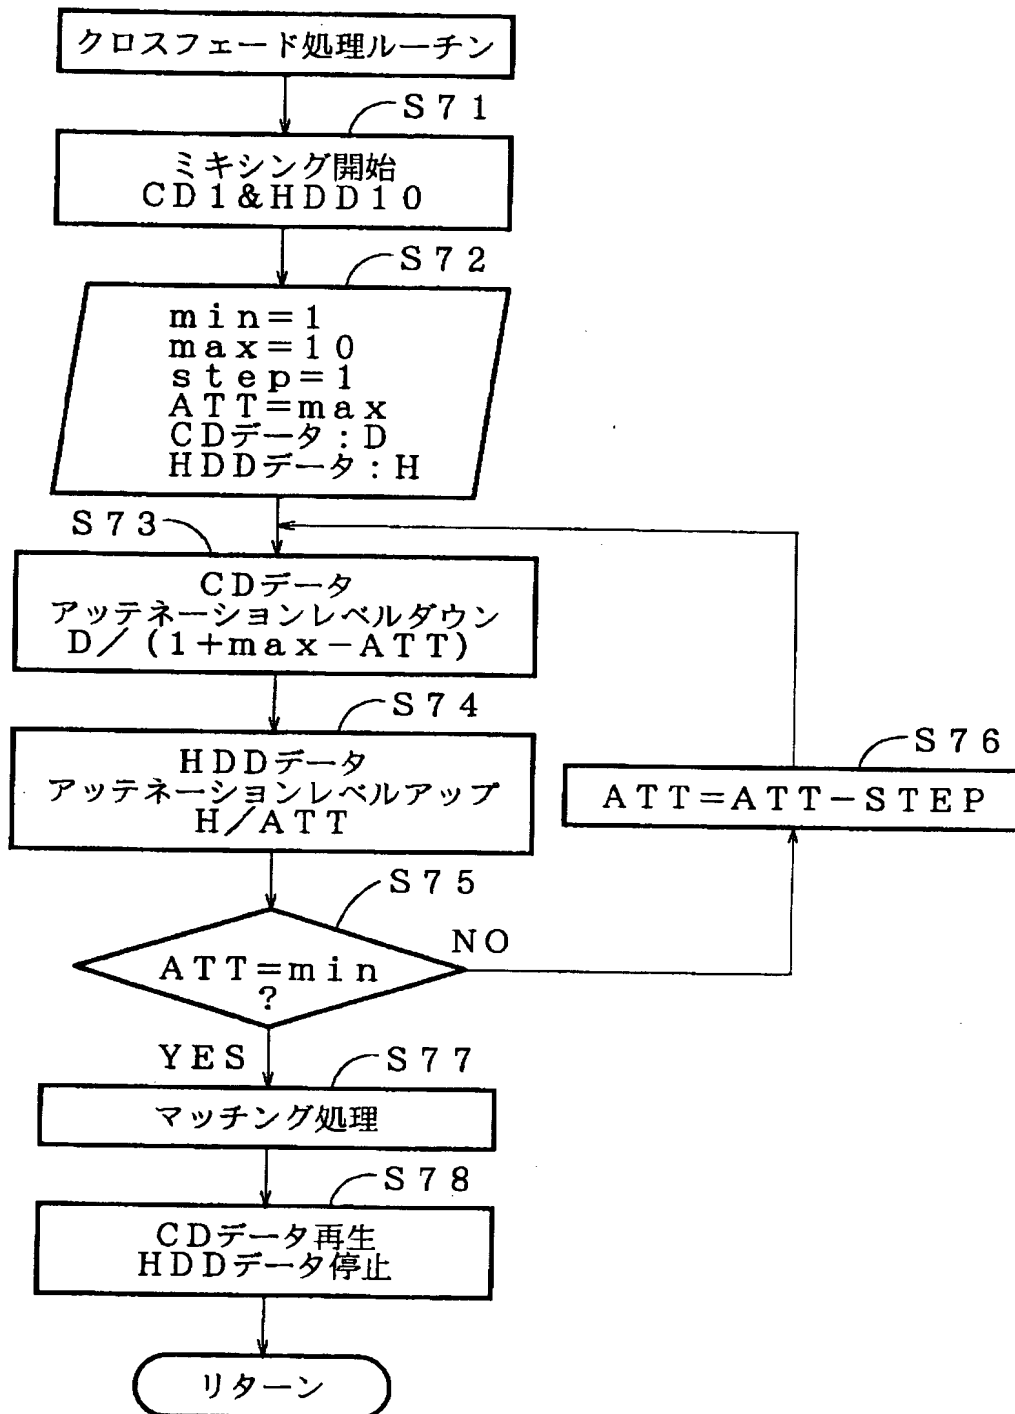 クロスフェード処理ルーチン
S71
ミキシング開始
CD1&HDD10
S72
min=1
max=10
step=1
ATT=max
CDデータ:D
HDDデータ:H
S73
CDデータ
アッテネーションレベルダウン
D/(1+max-ATT)
S74
HDDデータ
アッテネーションレベルアップ
H/ATT
S76
ATT=ATT-STEP
S75
ATT=min
?
NO
YES
S77
マッチング処理
S78
CDデータ再生
HDDデータ停止
リターン